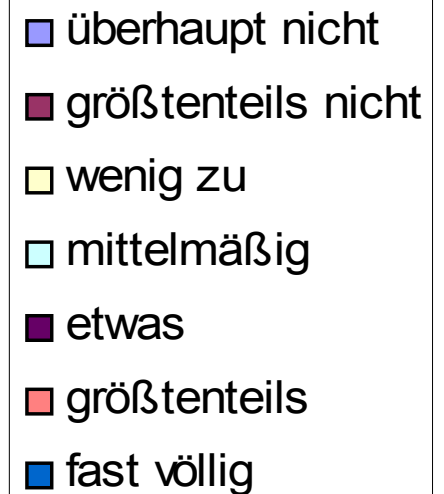 überhaupt nicht
größtenteils nicht
wenig zu
mittelmäßig
etwas
größtenteils
fast völlig